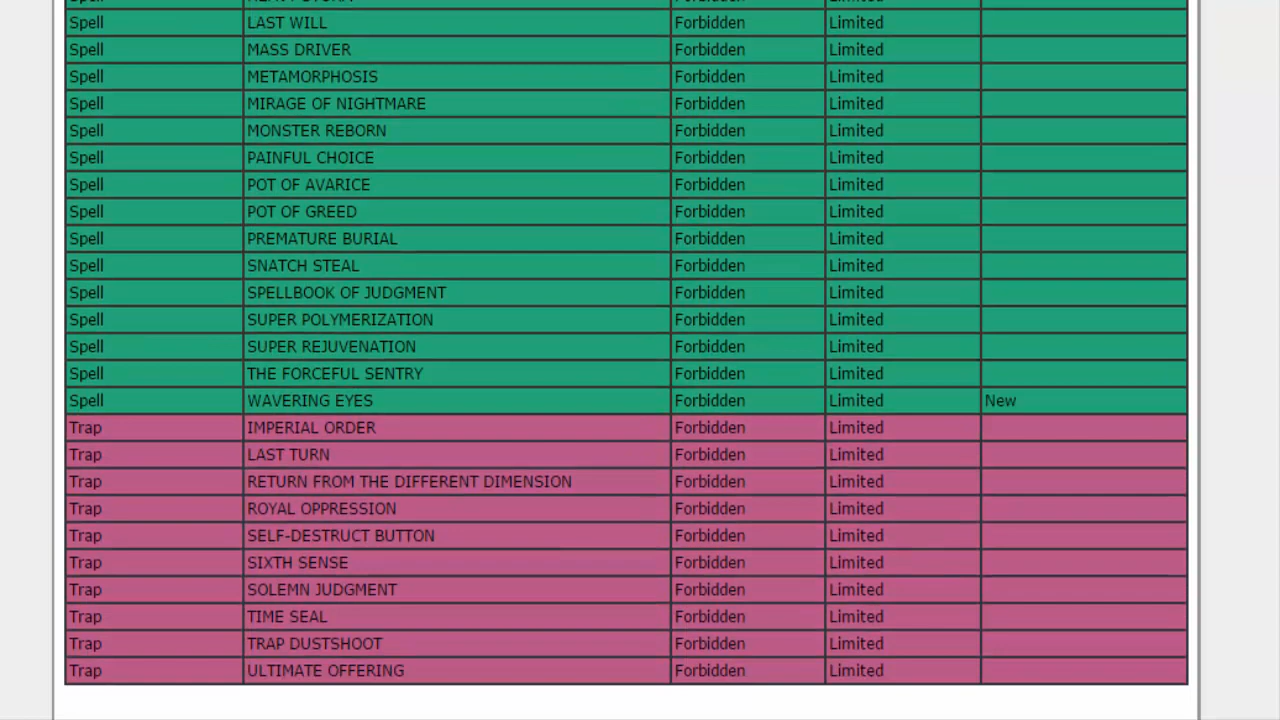 Spell LAST WILL Forbidden Limited
Spell MASS DRIVER Forbidden Limited
Spell METAMORPHOSIS Forbidden Limited
Spell MIRAGE OF NIGHTMARE Forbidden Limited
Spell MONSTER REBORN Forbidden Limited
Spell PAINFUL CHOICE Forbidden Limited
Spell POT OF AVARICE Forbidden Limited
Spell POT OF GREED Forbidden Limited
Spell PREMATURE BURIAL Forbidden Limited
Spell SNATCH STEAL Forbidden Limited
Spell SPELLBOOK OF JUDGMENT Forbidden Limited
Spell SUPER POLYMERIZATION Forbidden Limited
Spell SUPER REJUVENATION Forbidden Limited
Spell THE FORCEFUL SENTRY Forbidden Limited
Spell WAVERING EYES Forbidden Limited New
Trap IMPERIAL ORDER Forbidden Limited
Trap LAST TURN Forbidden Limited
Trap RETURN FROM THE DIFFERENT DIMENSION Forbidden Limited
Trap ROYAL OPPRESSION Forbidden Limited
Trap SELF-DESTRUCT BUTTON Forbidden Limited
Trap SIXTH SENSE Forbidden Limited
Trap SOLEMN JUDGMENT Forbidden Limited
Trap TIME SEAL Forbidden Limited
Trap TRAP DUSTSHOOT Forbidden Limited
Trap ULTIMATE OFFERING Forbidden Limited